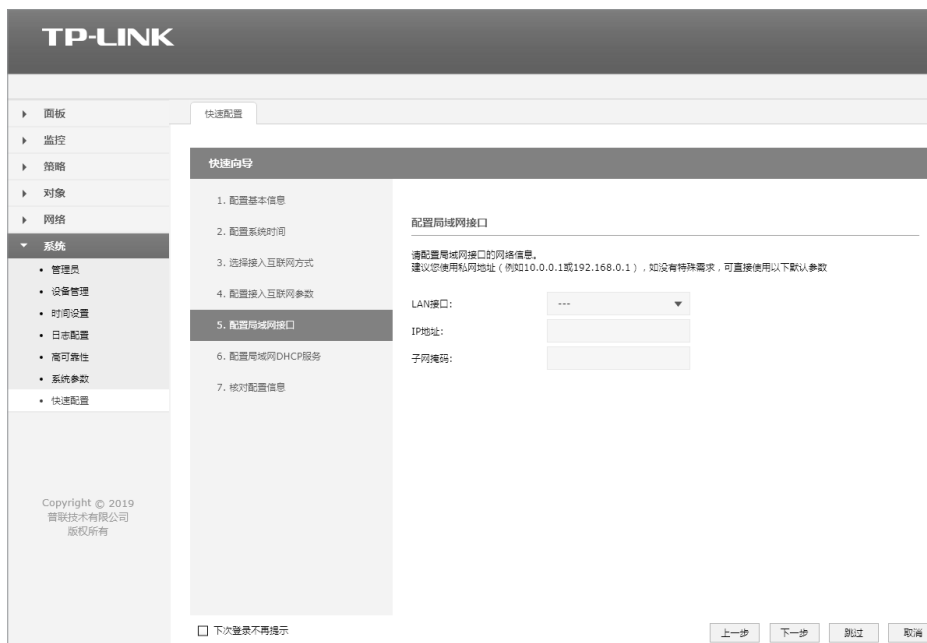 TP-LINK
面板
监控
策略
对象
网络
系统
管理员
设备管理
时间设置
日志配置
高可靠性
系统参数
快速配置
Copyright © 2019
普联技术有限公司
版权所有
快速配置
快速向导
1. 配置基本信息
2. 配置系统时间
3. 选择接入互联网方式
4. 配置接入互联网参数
5. 配置局域网接口
6. 配置局域网DHCP服务
7. 核对配置信息
配置局域网接口
请配置局域网接口的网络信息。
建议您使用私网地址（例如10.0.0.1或192.168.0.1），如没有特殊需求，可直接使用以下默认参数
LAN接口： ---
IP地址：
子网掩码：
下次登录不再提示
上一步 下一步 跳过 取消